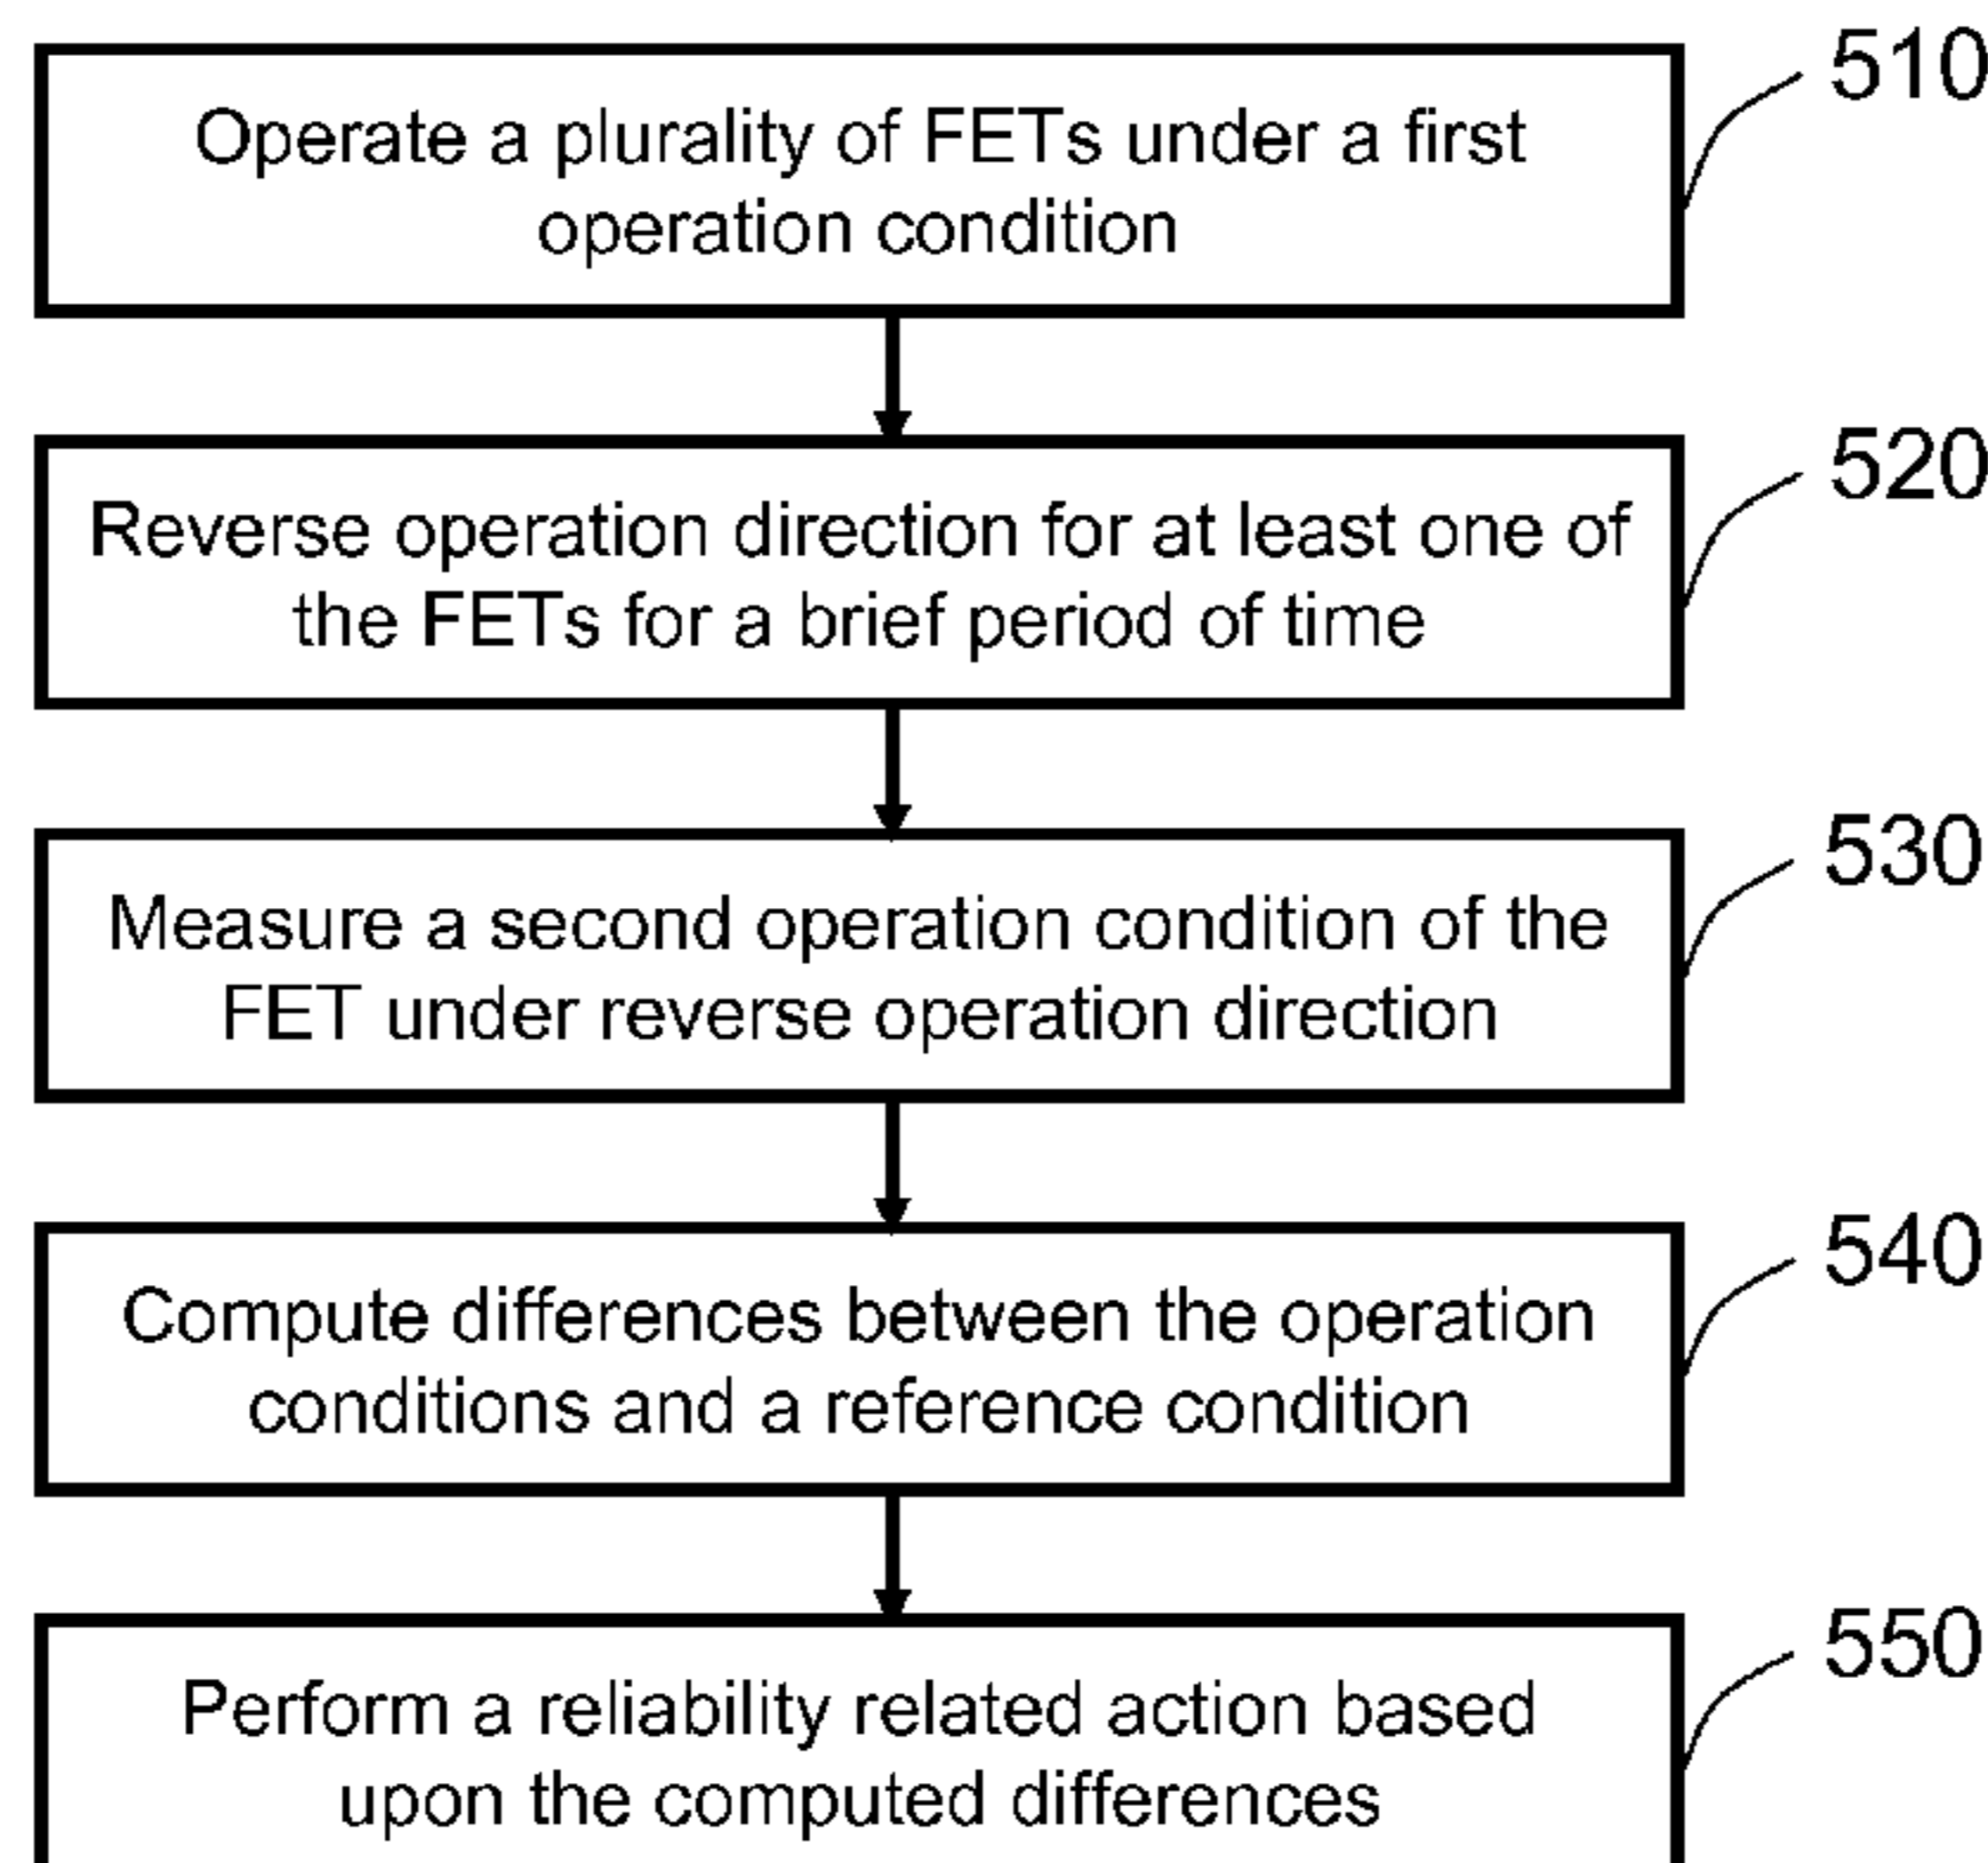 510
Operate a plurality of FETs under a first
operation condition
520
Reverse operation direction for at least one of
the FETs for a brief period of time
530
Measure a second operation condition of the
FET under reverse operation direction
540
Compute differences between the operation
conditions and a reference condition
550
Perform a reliability related action based
upon the computed differences